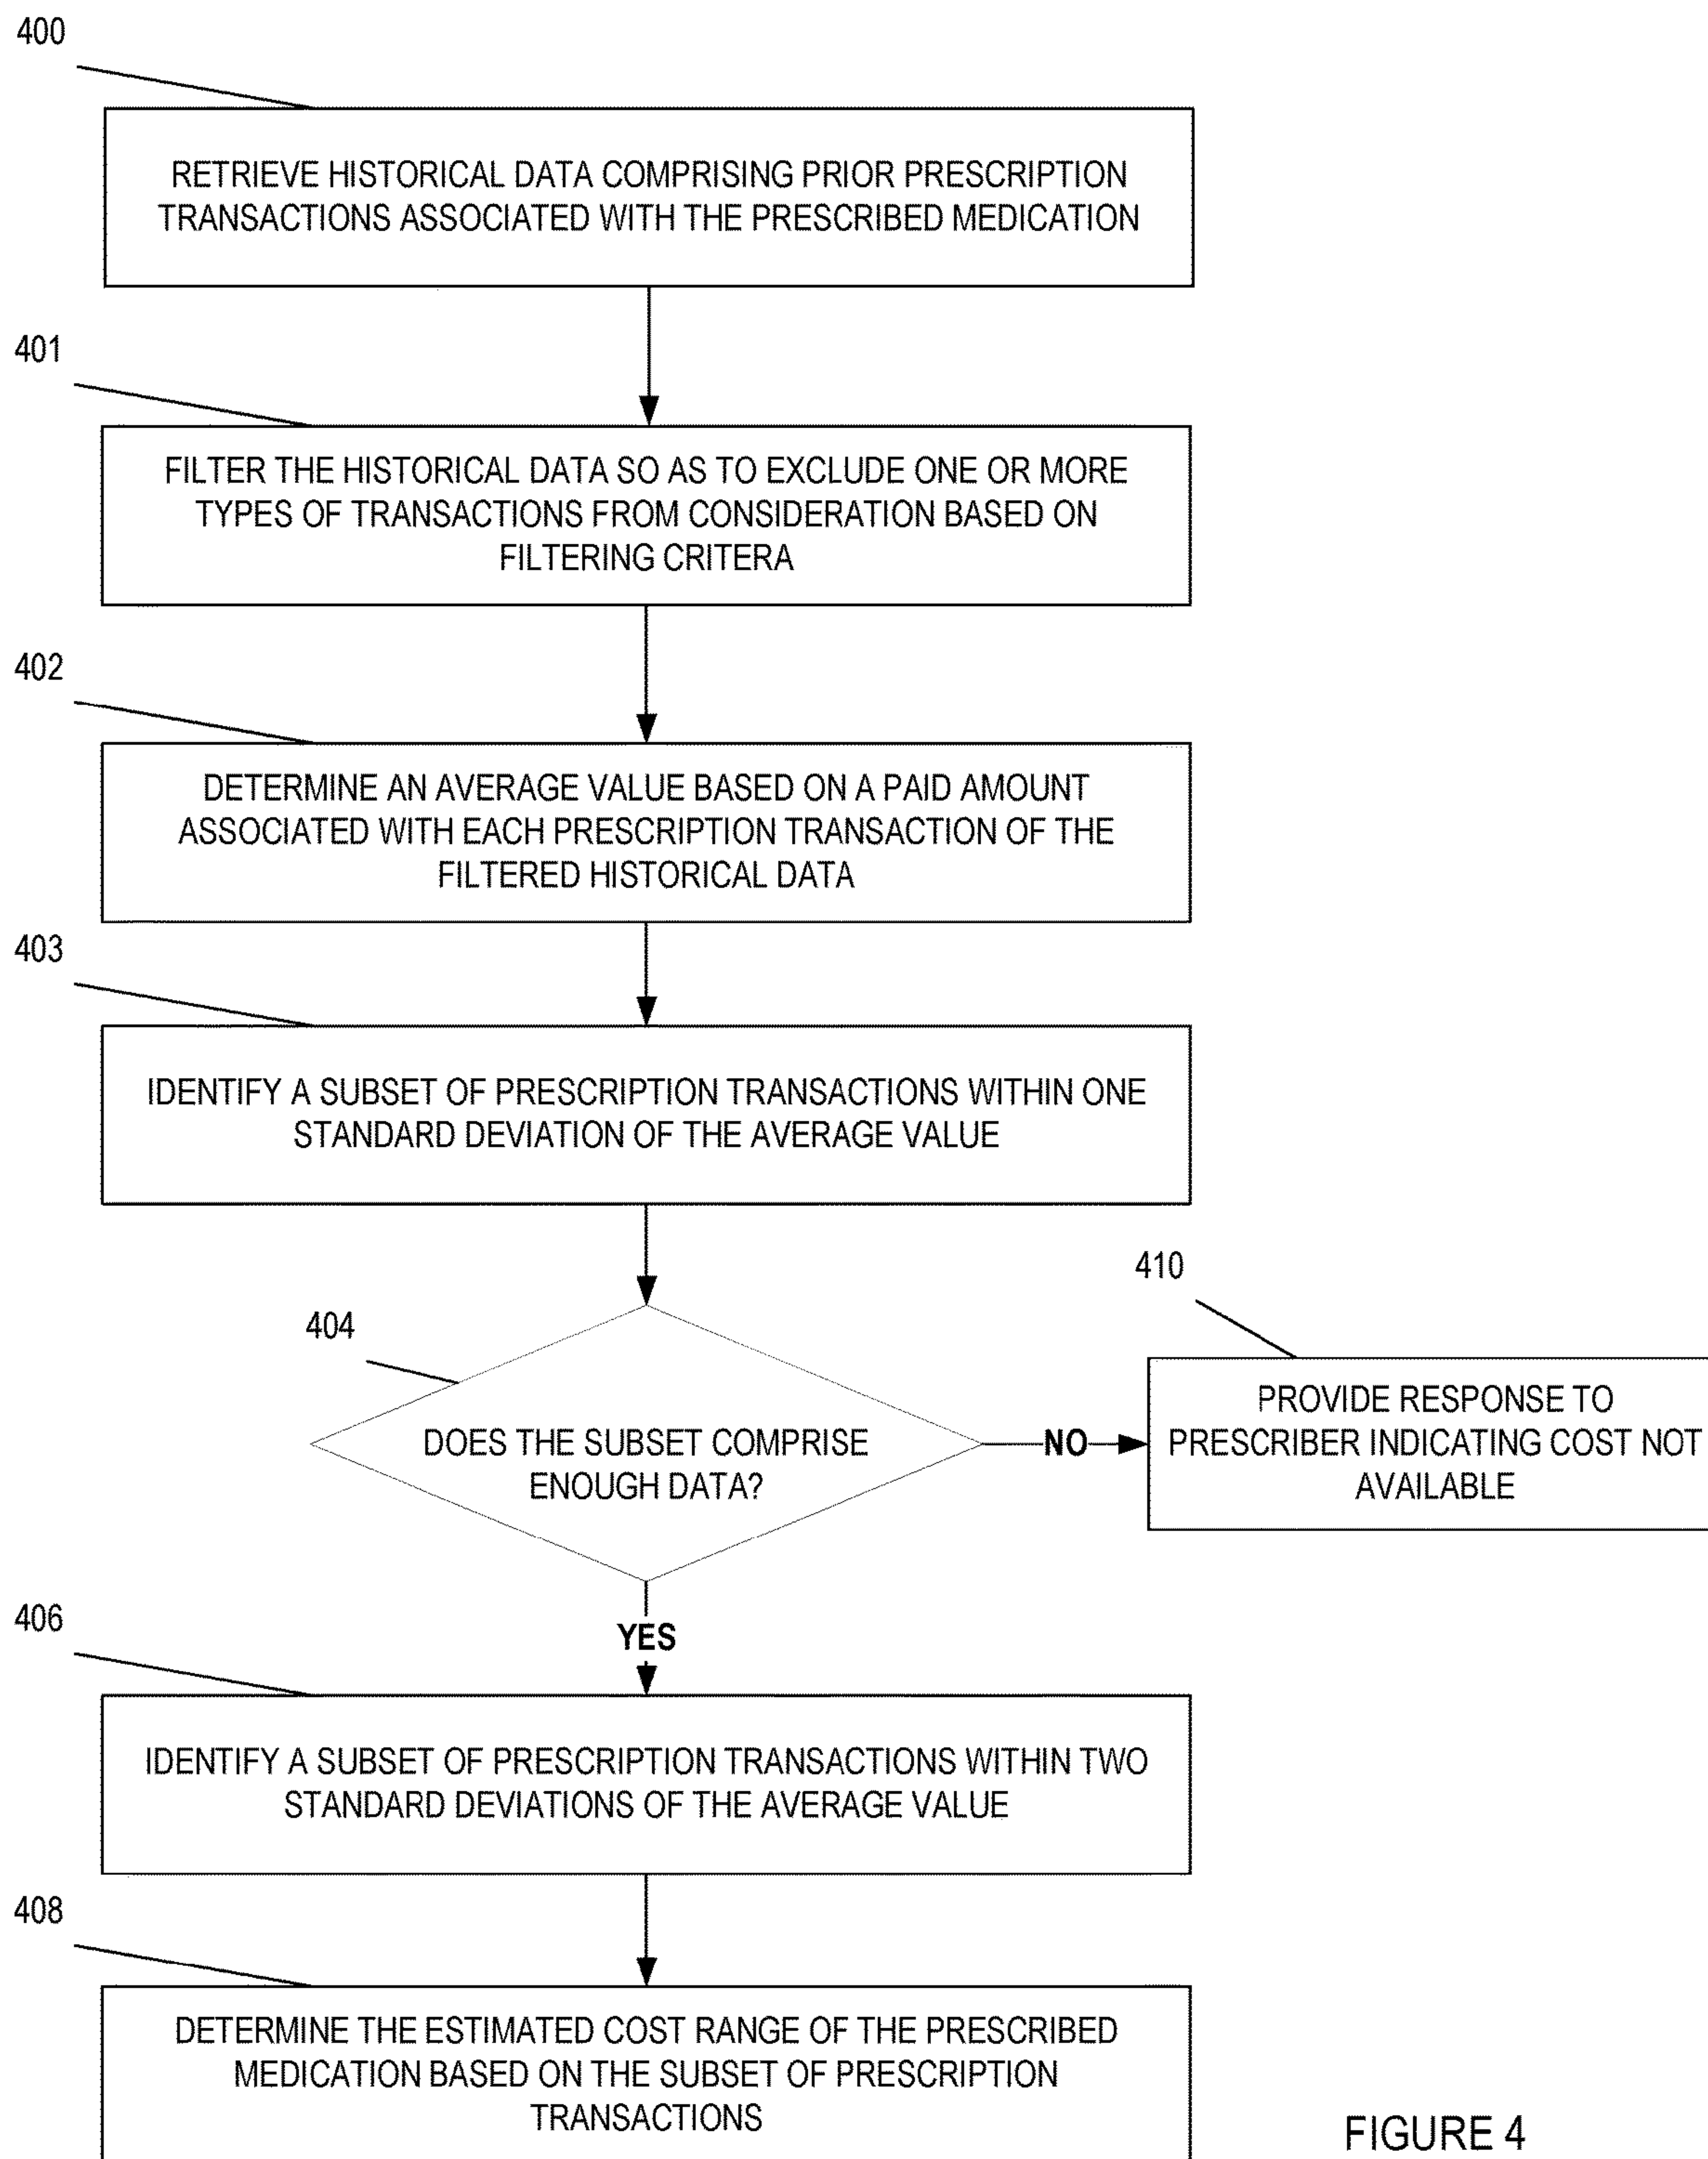 400
RETRIEVE HISTORICAL DATA COMPRISING PRIOR PRESCRIPTION
TRANSACTIONS ASSOCIATED WITH THE PRESCRIBED MEDICATION
401
FILTER THE HISTORICAL DATA SO AS TO EXCLUDE ONE OR MORE
TYPES OF TRANSACTIONS FROM CONSIDERATION BASED ON
FILTERING CRITERA
402
DETERMINE AN AVERAGE VALUE BASED ON A PAID AMOUNT
ASSOCIATED WITH EACH PRESCRIPTION TRANSACTION OF THE
FILTERED HISTORICAL DATA
403
IDENTIFY A SUBSET OF PRESCRIPTION TRANSACTIONS WITHIN ONE
STANDARD DEVIATION OF THE AVERAGE VALUE
404
DOES THE SUBSET COMPRISE
ENOUGH DATA?
NO
410
PROVIDE RESPONSE TO
PRESCRIBER INDICATING COST NOT
AVAILABLE
YES
406
IDENTIFY A SUBSET OF PRESCRIPTION TRANSACTIONS WITHIN TWO
STANDARD DEVIATIONS OF THE AVERAGE VALUE
408
DETERMINE THE ESTIMATED COST RANGE OF THE PRESCRIBED
MEDICATION BASED ON THE SUBSET OF PRESCRIPTION
TRANSACTIONS
FIGURE 4